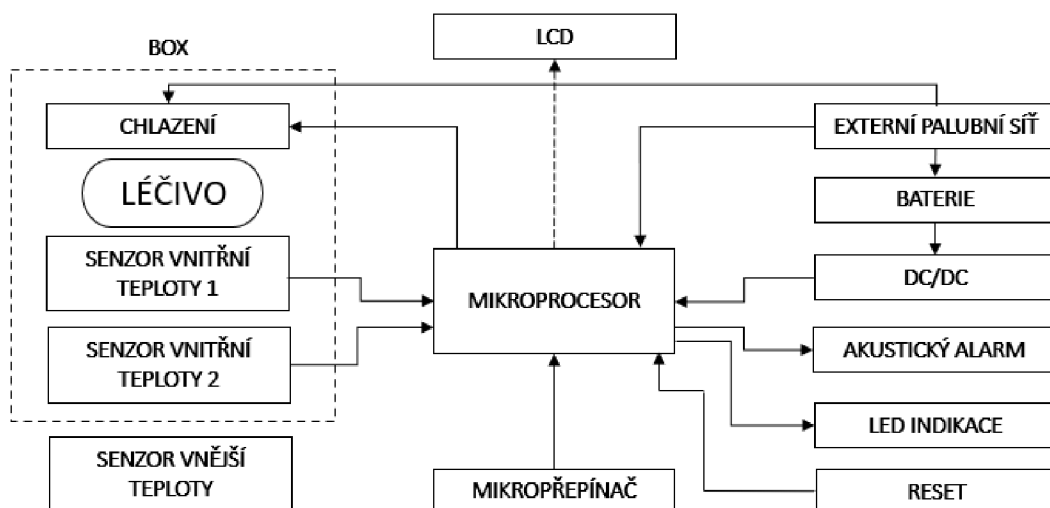 LCD
BOX
CHLAZENÍ
EXTERNÍ PALUBNÍ SÍŤ
LÉČIVO
BATERIE
SENZOR VNITŘNÍ
TEPLOTY 1
MIKROPROCESOR
DC/DC
SENZOR VNITŘNÍ
TEPLOTY 2
AKUSTICKÝ ALARM
LED INDIKACE
SENZOR VNĚJŠÍ
TEPLOTY
MIKROPŘEPÍNAČ
RESET